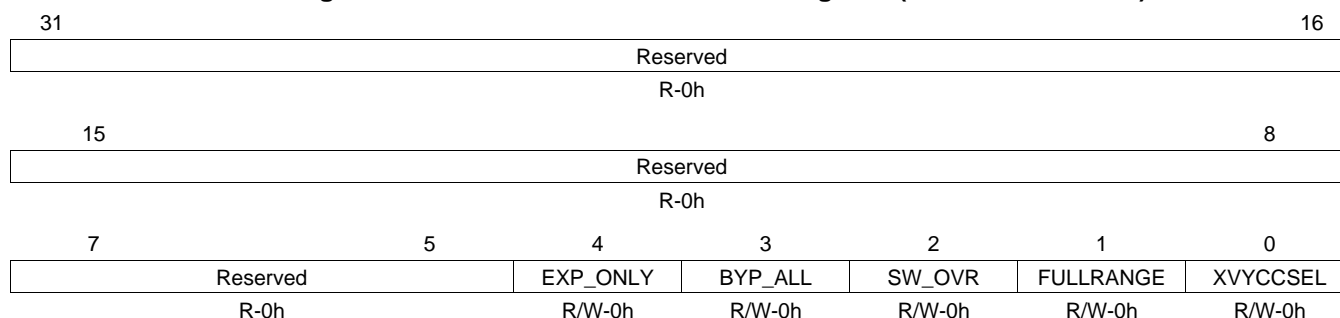 31 16
Reserved
R-0h
15 8
Reserved
R-0h
7 5 4 3 2 1 0
Reserved EXP_ONLY BYP_ALL SW_OVR FULLRANGE XVYCCSEL
R-0h R/W-0h R/W-0h R/W-0h R/W-0h R/W-0h